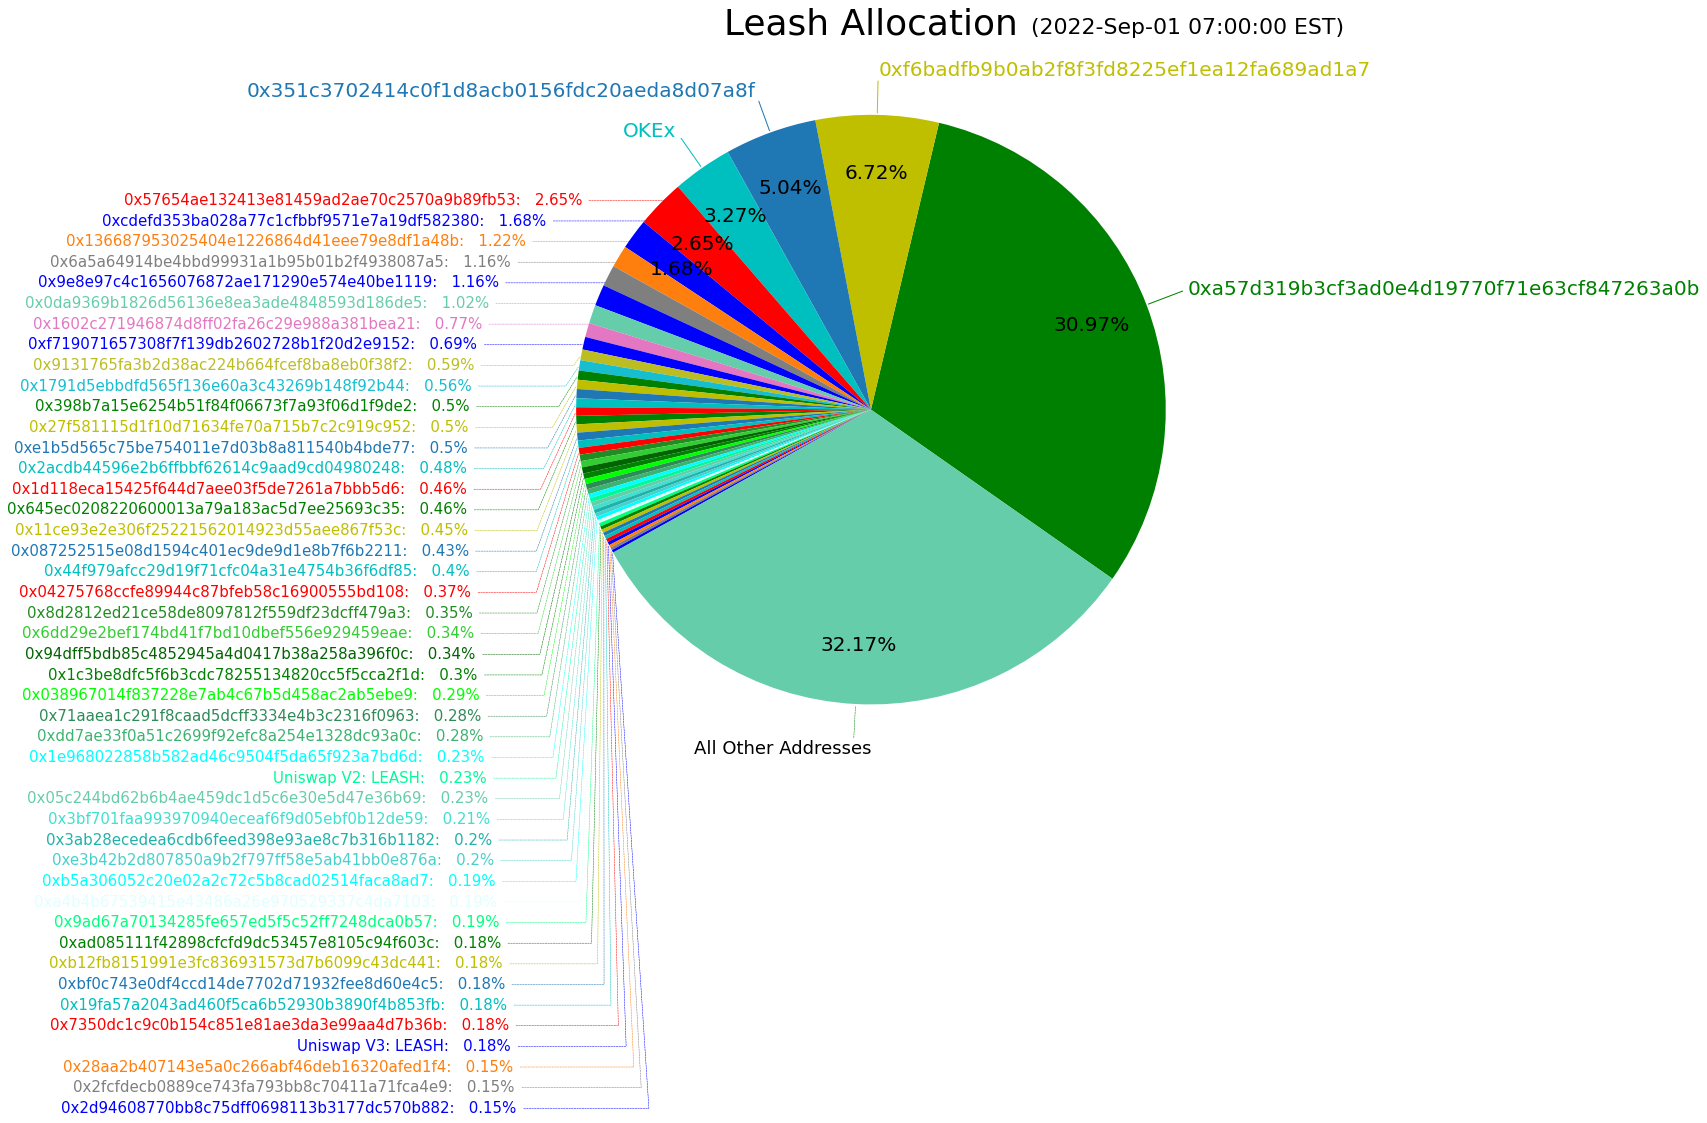 Leash Allocation (2022-Sep-01 07:00:00 EST)
0xf6badfb9b0ab2f8f3fd8225ef1ea12fa689ad1a7
0x351c3702414c0f1d8acb0156fdc20aeda8d07a8f
OKEx
6.72%
5.04%
3.27%
0x57654ae132413e81459ad2ae70c2570a9b89fb53: 2.65%
0xcdefd353ba028a77c1cfbbf9571e7a19df582380: 1.68%
0x136687953025404e1226864d41eee79e8df1a48b: 1.22%
2.65%
0x6a5a64914be4bbd99931a1b95b01b2f4938087a5: 1.16%
1.68%
0x9e8e97c4c1656076872ae171290e574e40be1119: 1.16%
0xa57d319b3cf3ad0e4d19770f71e63cf847263a0b
0x0da9369b1826d56136e8ea3ade4848593d186de5: 1.02%
0x1602c271946874d8ff02fa26c29e988a381bea21: 0.77%
30.97%
0xf719071657308f7f139db2602728b1f20d2e9152: 0.69%
0x9131765fa3b2d38ac224b664fcef8ba8eb0f38f2: 0.59%
0x1791d5ebbdfd565f136e60a3c43269b148f92b44: 0.56%
0x398b7a15e6254b51f84f06673f7a93f06d1f9de2: 0.5%
0x27f581115d1f10d71634fe70a715b7c2c919c952: 0.5%
0xe1b5d565c75be754011e7d03b8a811540b4bde77: 0.5%
0x2acdb44596e2b6ffbbf62614c9aad9cd04980248: 0.48%
0x1d118eca15425f644d7aee03f5de7261a7bbb5d6: 0.46%
0x645ec0208220600013a79a183ac5d7ee25693c35: 0.46%
0x11ce93e2e306f25221562014923d55aee867f53c: 0.45%
0x087252515e08d1594c401ec9de9d1e8b7f6b2211: 0.43%
0x44f979afcc29d19f71cfc04a31e4754b36f6df85: 0.4%
0x04275768ccfe89944c87bfeb58c16900555bd108: 0.37%
0x8d2812ed21ce58de8097812f559df23dcff479a3: 0.35%
0x6dd29e2bef174bd41f7bd10dbef556e929459eae: 0.34%
32.17%
0x94dff5bdb85c4852945a4d0417b38a258a396f0c: 0.34%
0x1c3be8dfc5f6b3cdc78255134820cc5f5cca2f1d: 0.3%
0x038967014f837228e7ab4c67b5d458ac2ab5ebe9: 0.29%
0x71aaea1c291f8caad5dcff3334e4b3c2316f0963: 0.28%
0xdd7ae33f0a51c2699f92efc8a254e1328dc93a0c: 0.28%
All Other Addresses
0x1e968022858b582ad46c9504f5da65f923a7bd6d: 0.23%
Uniswap V2: LEASH: 0.23%
0x05c244bd62b6b4ae459dc1d5c6e30e5d47e36b69: 0.23%
0x3bf701faa993970940eceaf6f9d05ebf0b12de59: 0.21%
0x3ab28ecedea6cdb6feed398e93ae8c7b316b1182: 0.2%
0xe3b42b2d807850a9b2f797ff58e5ab41bb0e876a: 0.2%
0xb5a306052c20e02a2c72c5b8cad02514faca8ad7: 0.19%
0.19%
0x9ad67a70134285fe657ed5f5c52ff7248dca0b57: 0.19%
0xad085111f42898cfcfd9dc53457e8105c94f603c: 0.18%
0xb12fb8151991e3fc836931573d7b6099c43dc441: 0.18%
0xbf0c743e0df4ccd14de7702d71932fee8d60e4c5: 0.18%
0x19fa57a2043ad460f5ca6b52930b3890f4b853fb: 0.18%
0x7350dc1c9c0b154c851e81ae3da3e99aa4d7b36b: 0.18%
Uniswap V3: LEASH: 0.18%
0x28aa2b407143e5a0c266abf46deb16320afed1f4: 0.15%
0x2fcfdecb0889ce743fa793bb8c70411a71fca4e9: 0.15%
0x2d94608770bb8c75dff0698113b3177dc570b882: 0.15%